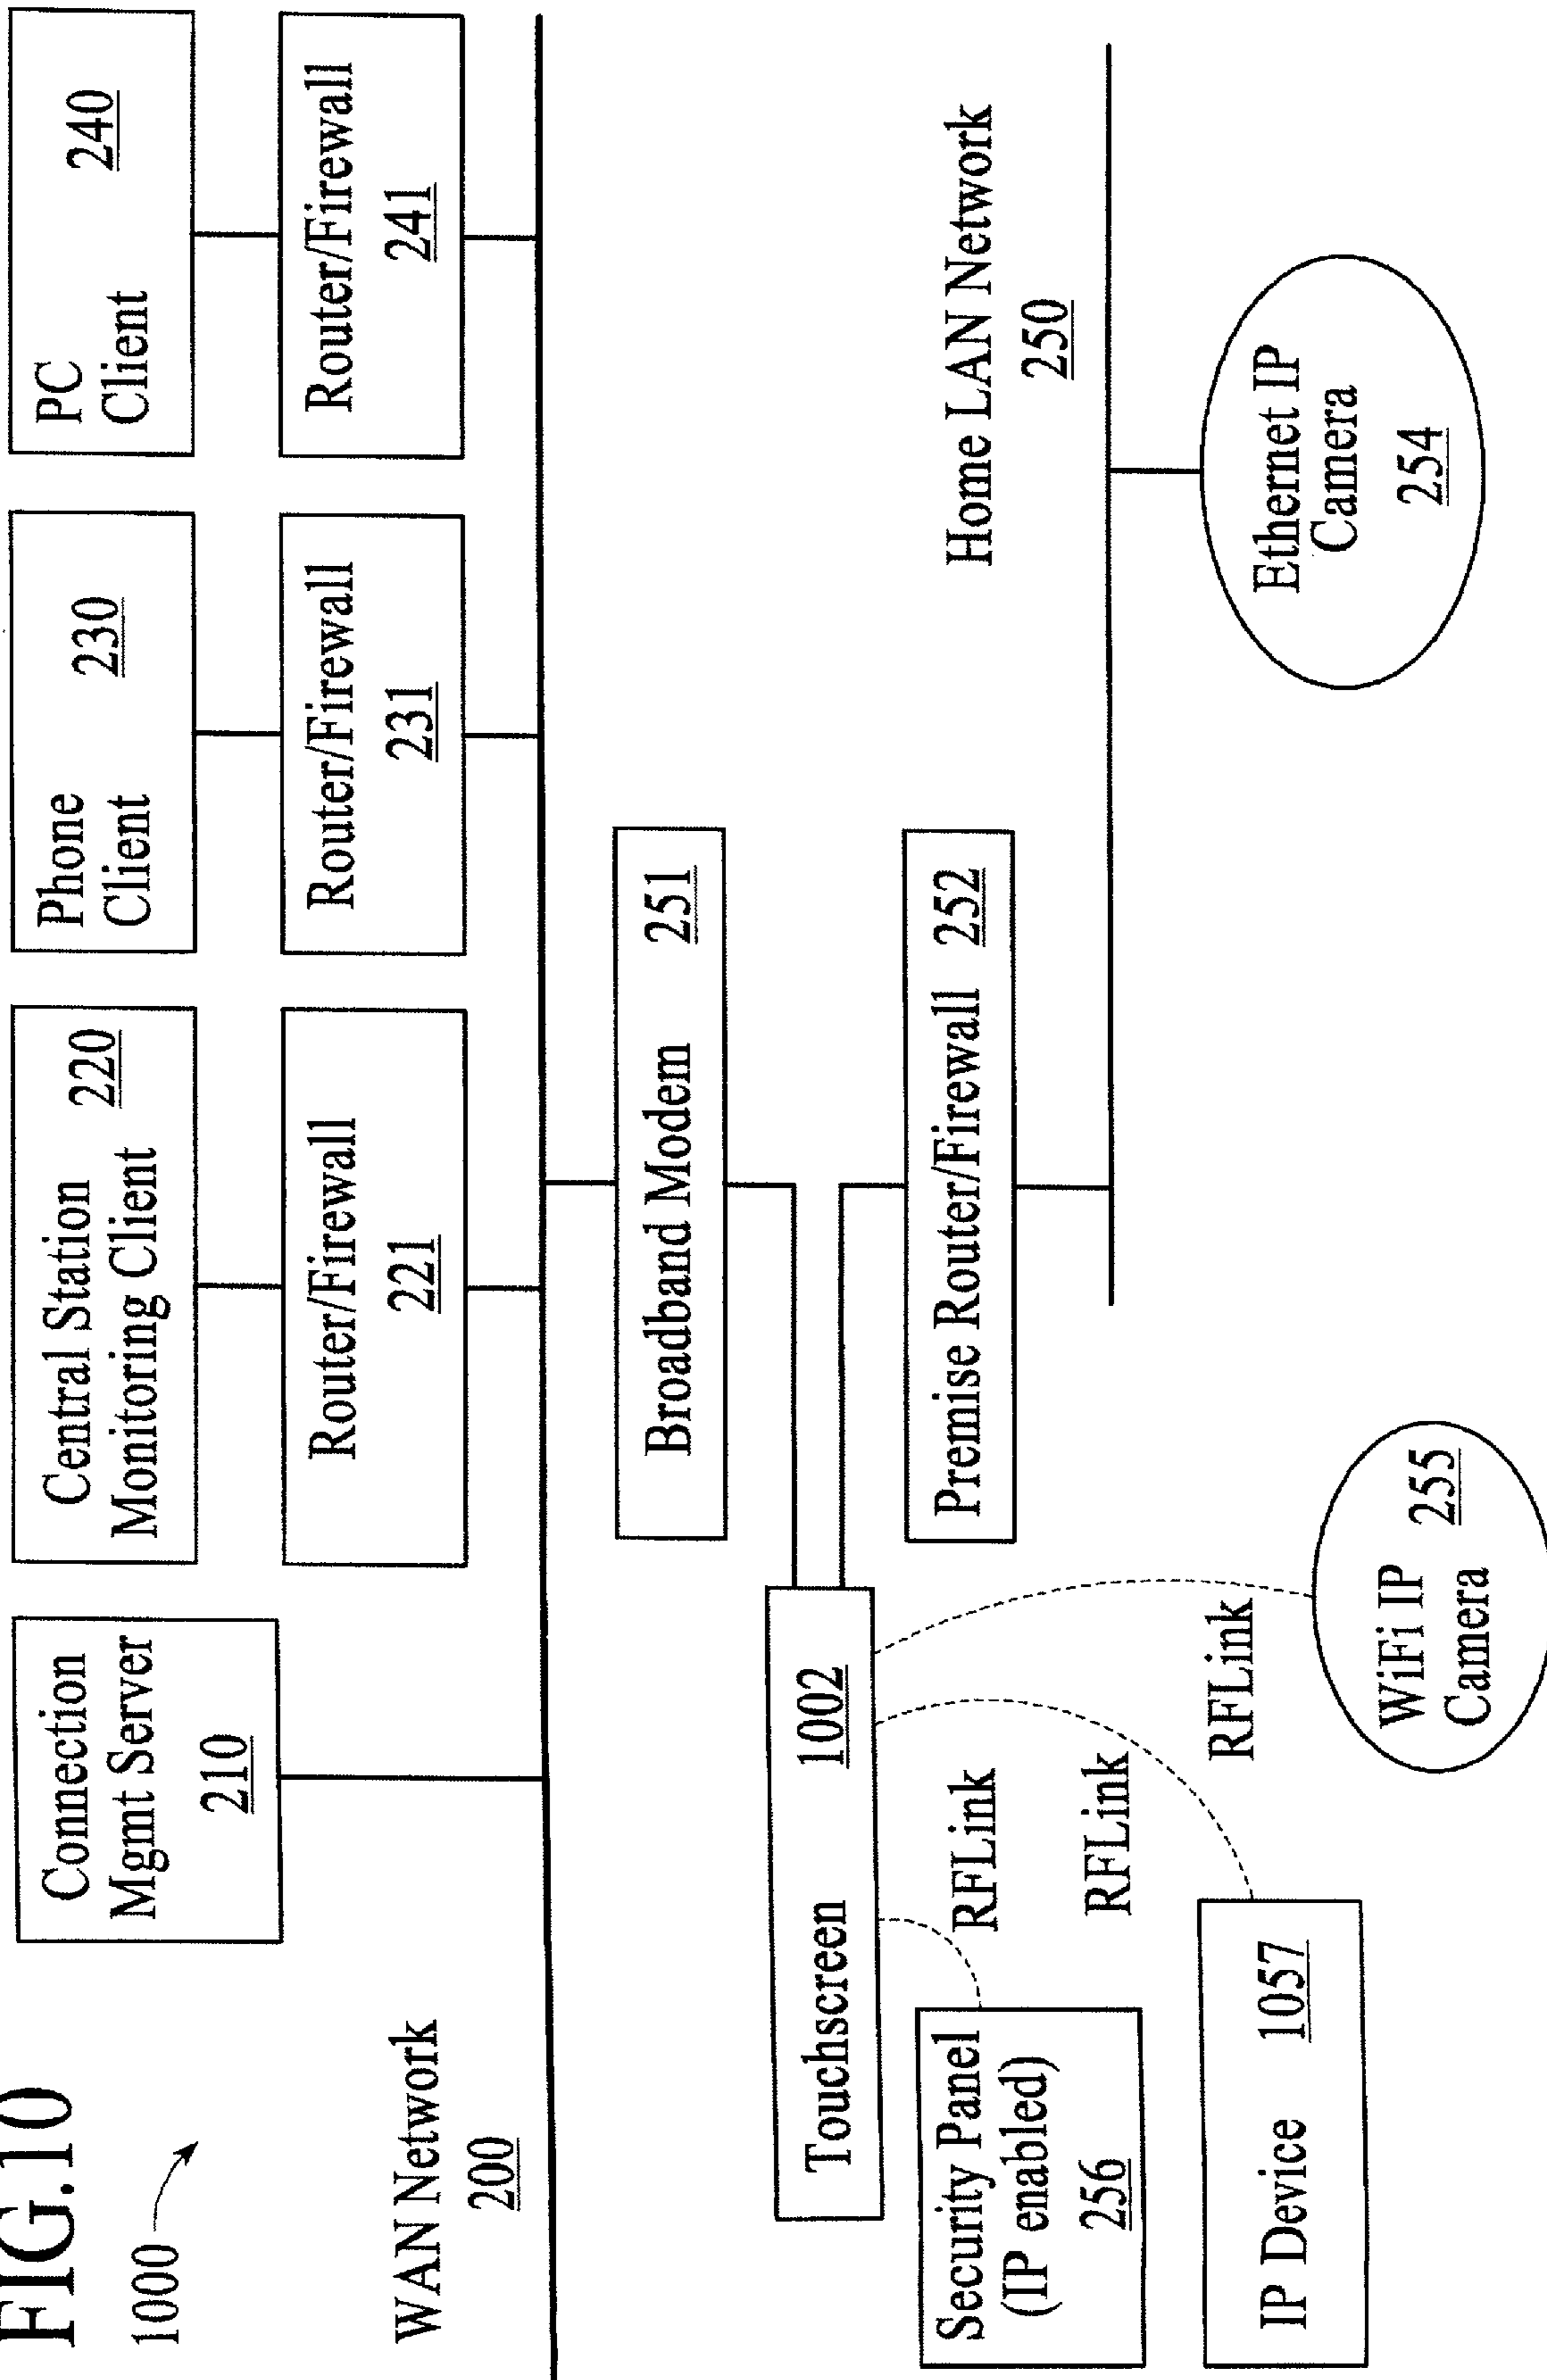 FIG.10
1000
WAN Network
200
Connection
Mgmt Server
210
Central Station
220
Monitoring Client
Router/Firewall
221
Phone
Client
230
Router/Firewall
231
PC
Client
240
Router/Firewall
241
Broadband Modem 251
Touchscreen 1002
Premise Router/Firewall 252
Home LAN Network
250
Security Panel
(IP enabled)
256
RFLink
RFLink
RFLink
IP Device 1057
WiFi IP
Camera
255
Ethernet IP
Camera
254